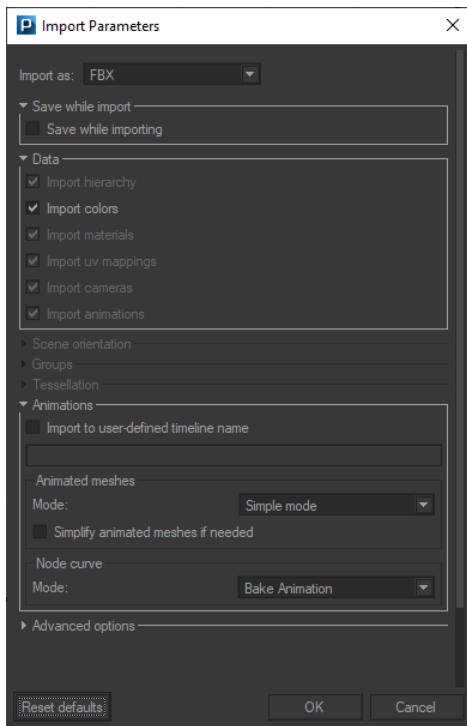 P Import Parameters
Import as: FBX
Save while import
Save while importing
Data
Import hierarchy
Import colors
Import materials
Import uv mappings
Import cameras
Import animations
Scene orientation
Groups
Tessellation
Animations
Import to user-defined timeline name
Animated meshes
Mode: Simple mode
Simplify animated meshes if needed
Node curve
Mode: Bake Animation
Advanced options
Reset defaults OK Cancel